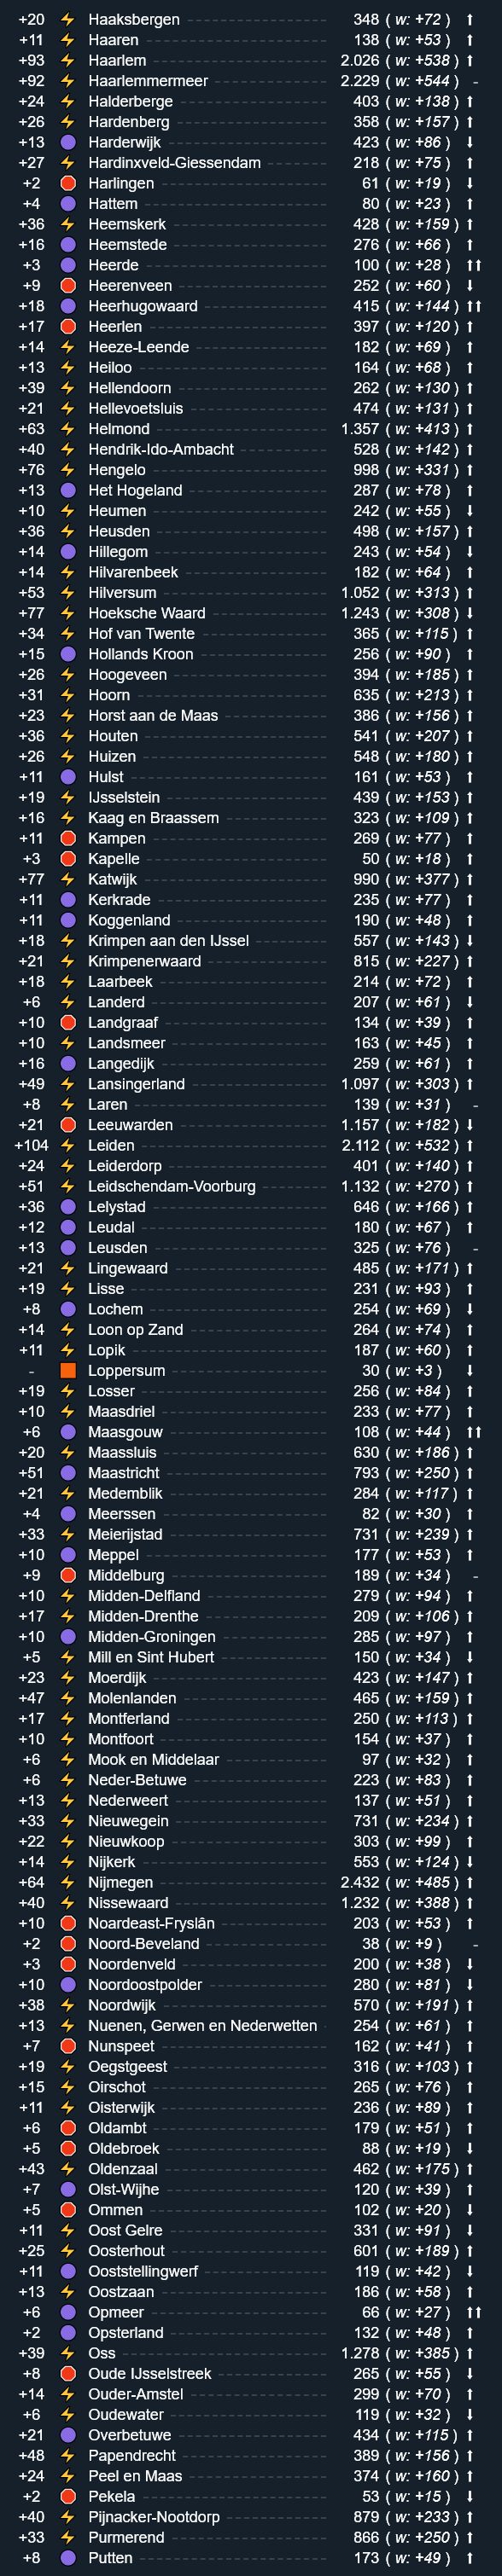 +20 ⚡ Haaksbergen 348 ( w: +72 ) ⬆
+11 ⚡ Haaren 138 ( w: +53 ) ⬆
+93 ⚡ Haarlem 2.026 ( w: +538 ) ⬆
+92 ⚡ Haarlemmermeer 2.229 ( w: +544 ) -
+24 ⚡ Halderberge 403 ( w: +138 ) ⬆
+26 ⚡ Hardenberg 358 ( w: +157 ) ⬆
+13 🟣 Harderwijk 423 ( w: +86 ) ⬇
+27 ⚡ Hardinxveld-Giessendam 218 ( w: +75 ) ⬆
+2 🛑 Harlingen 61 ( w: +19 ) ⬇
+4 🟣 Hattem 80 ( w: +23 ) ⬆
+36 ⚡ Heemskerk 428 ( w: +159 ) ⬆
+16 🟣 Heemstede 276 ( w: +66 ) ⬆
+3 🟣 Heerde 100 ( w: +28 ) ⬆⬆
+9 🛑 Heerenveen 252 ( w: +60 ) ⬇
+18 🟣 Heerhugowaard 415 ( w: +144 ) ⬆⬆
+17 🛑 Heerlen 397 ( w: +120 ) ⬆
+14 ⚡ Heeze-Leende 182 ( w: +69 ) ⬆
+13 ⚡ Heiloo 164 ( w: +68 ) ⬆
+39 ⚡ Hellendoorn 262 ( w: +130 ) ⬆
+21 ⚡ Hellevoetsluis 474 ( w: +131 ) ⬆
+63 ⚡ Helmond 1.357 ( w: +413 ) ⬆
+40 ⚡ Hendrik-Ido-Ambacht 528 ( w: +142 ) ⬆
+76 ⚡ Hengelo 998 ( w: +331 ) ⬆
+13 🟣 Het Hogeland 287 ( w: +78 ) ⬆
+10 ⚡ Heumen 242 ( w: +55 ) ⬇
+36 ⚡ Heusden 498 ( w: +157 ) ⬆
+14 🟣 Hillegom 243 ( w: +54 ) ⬇
+14 ⚡ Hilvarenbeek 182 ( w: +64 ) ⬆
+53 ⚡ Hilversum 1.052 ( w: +313 ) ⬆
+77 ⚡ Hoeksche Waard 1.243 ( w: +308 ) ⬇
+34 ⚡ Hof van Twente 365 ( w: +115 ) ⬆
+15 🟣 Hollands Kroon 256 ( w: +90 ) ⬆
+26 ⚡ Hoogeveen 394 ( w: +185 ) ⬆
+31 ⚡ Hoorn 635 ( w: +213 ) ⬆
+23 ⚡ Horst aan de Maas 386 ( w: +156 ) ⬆
+36 ⚡ Houten 541 ( w: +207 ) ⬆
+26 ⚡ Huizen 548 ( w: +180 ) ⬆
+11 🟣 Hulst 161 ( w: +53 ) ⬆
+19 ⚡ IJsselstein 439 ( w: +153 ) ⬆
+16 ⚡ Kaag en Braassem 323 ( w: +109 ) ⬆
+11 🛑 Kampen 269 ( w: +77 ) ⬆
+3 🛑 Kapelle 50 ( w: +18 ) ⬆
+77 ⚡ Katwijk 990 ( w: +377 ) ⬆
+11 🟣 Kerkrade 235 ( w: +77 ) ⬆
+11 🟣 Koggenland 190 ( w: +48 ) ⬆
+18 ⚡ Krimpen aan den IJssel 557 ( w: +143 ) ⬇
+21 ⚡ Krimpenerwaard 815 ( w: +227 ) ⬆
+18 ⚡ Laarbeek 214 ( w: +72 ) ⬆
+6 ⚡ Landerd 207 ( w: +61 ) ⬇
+10 🛑 Landgraaf 134 ( w: +39 ) ⬆
+10 ⚡ Landsmeer 163 ( w: +45 ) ⬆
+16 🟣 Langedijk 259 ( w: +61 ) ⬆
+49 ⚡ Lansingerland 1.097 ( w: +303 ) ⬆
+8 ⚡ Laren 139 ( w: +31 ) -
+21 🛑 Leeuwarden 1.157 ( w: +182 ) ⬇
+104 ⚡ Leiden 2.112 ( w: +532 ) ⬆
+24 ⚡ Leiderdorp 401 ( w: +140 ) ⬆
+51 ⚡ Leidschendam-Voorburg 1.132 ( w: +270 ) ⬆
+36 🟣 Lelystad 646 ( w: +166 ) ⬆
+12 🟣 Leudal 180 ( w: +67 ) ⬆
+13 🟣 Leusden 325 ( w: +76 ) -
+21 ⚡ Lingewaard 485 ( w: +171 ) ⬆
+19 ⚡ Lisse 231 ( w: +93 ) ⬆
+8 🟣 Lochem 254 ( w: +69 ) ⬇
+14 ⚡ Loon op Zand 264 ( w: +74 ) ⬆
+11 ⚡ Lopik 187 ( w: +60 ) ⬆
- 🟧 Loppersum 30 ( w: +3 ) ⬇
+19 ⚡ Losser 256 ( w: +84 ) ⬆
+10 ⚡ Maasdriel 233 ( w: +77 ) ⬆
+6 🟣 Maasgouw 108 ( w: +44 ) ⬆⬆
+20 ⚡ Maassluis 630 ( w: +186 ) ⬆
+51 🟣 Maastricht 793 ( w: +250 ) ⬆
+21 ⚡ Medemblik 284 ( w: +117 ) ⬆
+4 🟣 Meerssen 82 ( w: +30 ) ⬆
+33 ⚡ Meierijstad 731 ( w: +239 ) ⬆
+10 🟣 Meppel 177 ( w: +53 ) ⬆
+9 🛑 Middelburg 189 ( w: +34 ) -
+10 ⚡ Midden-Delfland 279 ( w: +94 ) ⬆
+17 ⚡ Midden-Drenthe 209 ( w: +106 ) ⬆
+10 🟣 Midden-Groningen 285 ( w: +97 ) ⬆
+5 ⚡ Mill en Sint Hubert 150 ( w: +34 ) ⬇
+23 ⚡ Moerdijk 423 ( w: +147 ) ⬆
+47 ⚡ Molenlanden 465 ( w: +159 ) ⬆
+17 ⚡ Montferland 250 ( w: +113 ) ⬆
+10 ⚡ Montfoort 154 ( w: +37 ) ⬆
+6 ⚡ Mook en Middelaar 97 ( w: +32 ) ⬆
+6 ⚡ Neder-Betuwe 223 ( w: +83 ) ⬆
+13 ⚡ Nederweert 137 ( w: +51 ) ⬆
+33 ⚡ Nieuwegein 731 ( w: +234 ) ⬆
+22 ⚡ Nieuwkoop 303 ( w: +99 ) ⬆
+14 ⚡ Nijkerk 553 ( w: +124 ) ⬇
+64 ⚡ Nijmegen 2.432 ( w: +485 ) ⬆
+40 ⚡ Nissewaard 1.232 ( w: +388 ) ⬆
+10 🛑 Noardeast-Fryslân 203 ( w: +53 ) ⬆
+2 🛑 Noord-Beveland 38 ( w: +9 ) -
+3 🛑 Noordenveld 200 ( w: +38 ) ⬇
+10 🟣 Noordoostpolder 280 ( w: +81 ) ⬇
+38 ⚡ Noordwijk 570 ( w: +191 ) ⬆
+13 ⚡ Nuenen, Gerwen en Nederwetten 254 ( w: +61 ) ⬆
+7 🛑 Nunspeet 162 ( w: +41 ) ⬆
+19 ⚡ Oegstgeest 316 ( w: +103 ) ⬆
+15 ⚡ Oirschot 265 ( w: +76 ) ⬆
+11 ⚡ Oisterwijk 236 ( w: +89 ) ⬆
+6 🛑 Oldambt 179 ( w: +51 ) ⬆
+5 🛑 Oldebroek 88 ( w: +19 ) ⬇
+43 ⚡ Oldenzaal 462 ( w: +175 ) ⬆
+7 🟣 Olst-Wijhe 120 ( w: +39 ) ⬆
+5 🛑 Ommen 102 ( w: +20 ) ⬇
+11 ⚡ Oost Gelre 331 ( w: +91 ) ⬇
+25 ⚡ Oosterhout 601 ( w: +189 ) ⬆
+11 🟣 Ooststellingwerf 119 ( w: +42 ) ⬇
+13 ⚡ Oostzaan 186 ( w: +58 ) ⬆
+6 🟣 Opmeer 66 ( w: +27 ) ⬆⬆
+2 🟣 Opsterland 132 ( w: +48 ) ⬆
+39 ⚡ Oss 1.278 ( w: +385 ) ⬆
+8 🛑 Oude IJsselstreek 265 ( w: +55 ) ⬇
+14 ⚡ Ouder-Amstel 299 ( w: +70 ) ⬆
+6 ⚡ Oudewater 119 ( w: +32 ) ⬇
+21 🟣 Overbetuwe 434 ( w: +115 ) ⬆
+48 ⚡ Papendrecht 389 ( w: +156 ) ⬆
+24 ⚡ Peel en Maas 374 ( w: +160 ) ⬆
+2 🛑 Pekela 53 ( w: +15 ) ⬇
+40 ⚡ Pijnacker-Nootdorp 879 ( w: +233 ) ⬆
+33 ⚡ Purmerend 866 ( w: +250 ) ⬆
+8 🟣 Putten 173 ( w: +49 ) ⬆